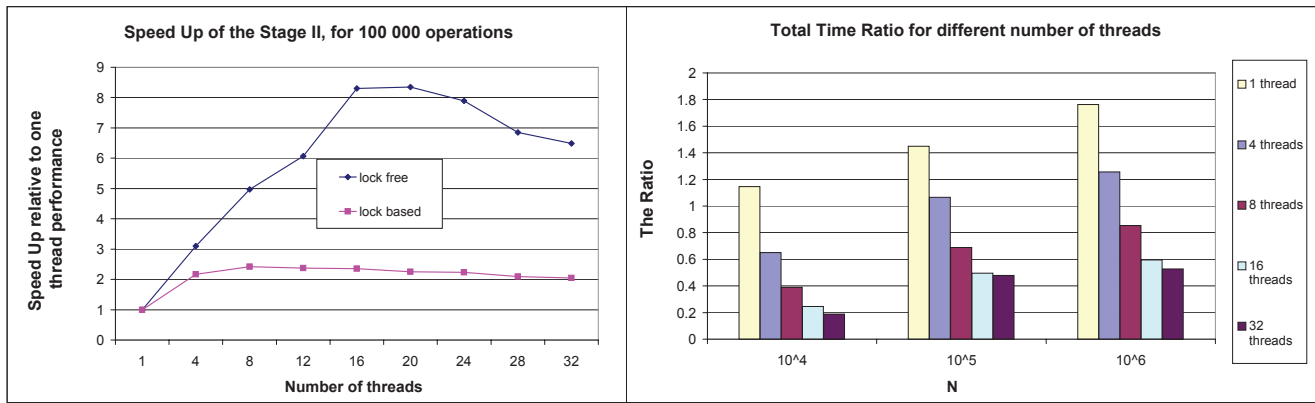 Speed Up of the Stage II, for 100 000 operations
Speed Up relative to one
thread performance
9
8
7
6
5
4
3
2
1
0
lock free
lock based
1 4 8 12 16 20 24 28 32
Number of threads
Total Time Ratio for different number of threads
The Ratio
2
1.8
1.6
1.4
1.2
1
0.8
0.6
0.4
0.2
0
10^4 10^5 10^6
N
1 thread
4 threads
8 threads
16
threads
32
threads